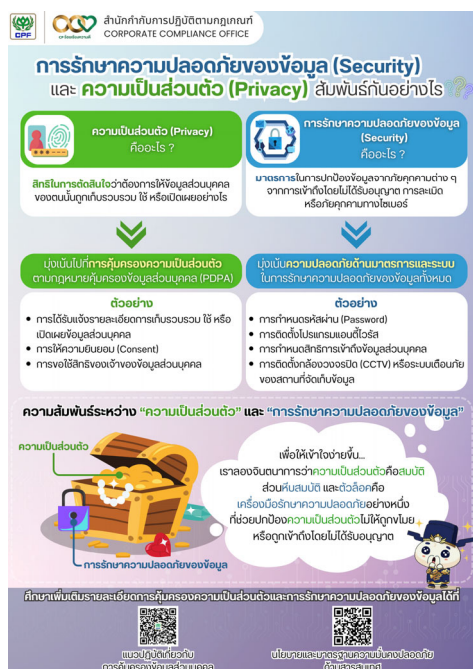 CPF
สำนักกำกับการปฏิบัติตามกฎเกณฑ์
CORPORATE COMPLIANCE OFFICE
การรักษาความปลอดภัยของข้อมูล (Security)
และ ความเป็นส่วนตัว (Privacy) สัมพันธ์กันอย่างไร
ความเป็นส่วนตัว (Privacy)
คืออะไร ?
สิทธิในการตัดสินใจว่าต้องการให้ข้อมูลส่วนบุคคล
ของตนนั้นถูกเก็บรวบรวม ใช้ หรือเปิดเผยอย่างไร
มุ่งเน้นไปที่การคุ้มครองความเป็นส่วนตัว
ตามกฎหมายคุ้มครองข้อมูลส่วนบุคคล (PDPA)
ตัวอย่าง
• การได้รับแจ้งรายละเอียดการเก็บรวบรวม ใช้ หรือ
เปิดเผยข้อมูลส่วนบุคคล
• การให้ความยินยอม (Consent)
• การขอใช้สิทธิของเจ้าของข้อมูลส่วนบุคคล
การรักษาความปลอดภัยของข้อมูล
(Security)
คืออะไร ?
มาตรการในการปกป้องข้อมูลจากภัยคุกคามต่าง ๆ
จากการเข้าถึงโดยไม่ได้รับอนุญาต การละเมิด
หรือภัยคุกคามทางไซเบอร์
มุ่งเน้นความปลอดภัยด้านมาตรการและระบบ
ในการรักษาความปลอดภัยของข้อมูลทั้งหมด
ตัวอย่าง
• การกำหนดรหัสผ่าน (Password)
• การติดตั้งโปรแกรมแอนตี้ไวรัส
• การกำหนดสิทธิการเข้าถึงข้อมูลส่วนบุคคล
• การติดตั้งกล้องวงจรปิด (CCTV) หรือระบบเตือนภัย
ของสถานที่จัดเก็บข้อมูล
ความสัมพันธ์ระหว่าง “ความเป็นส่วนตัว” และ “การรักษาความปลอดภัยของข้อมูล”
ความเป็นส่วนตัว
การรักษาความปลอดภัยของข้อมูล
เพื่อให้เข้าใจง่ายขึ้น...
เราลองจินตนาการว่าความเป็นส่วนตัวคือสมบัติ
ส่วนหีบสมบัติ และตัวล็อคคือ
เครื่องมือรักษาความปลอดภัยอย่างหนึ่ง
ที่ช่วยปกป้องความเป็นส่วนตัวไม่ให้ถูกขโมย
หรือถูกเข้าถึงโดยไม่ได้รับอนุญาต
ศึกษาเพิ่มเติมรายละเอียดการคุ้มครองความเป็นส่วนตัวและการรักษาความปลอดภัยของข้อมูลได้ที่
แนวปฏิบัติเกี่ยวกับ
การคุ้มครองข้อมูลส่วนบุคคล
นโยบายและมาตรฐานความมั่นคงปลอดภัย
ด้านสารสนเทศ